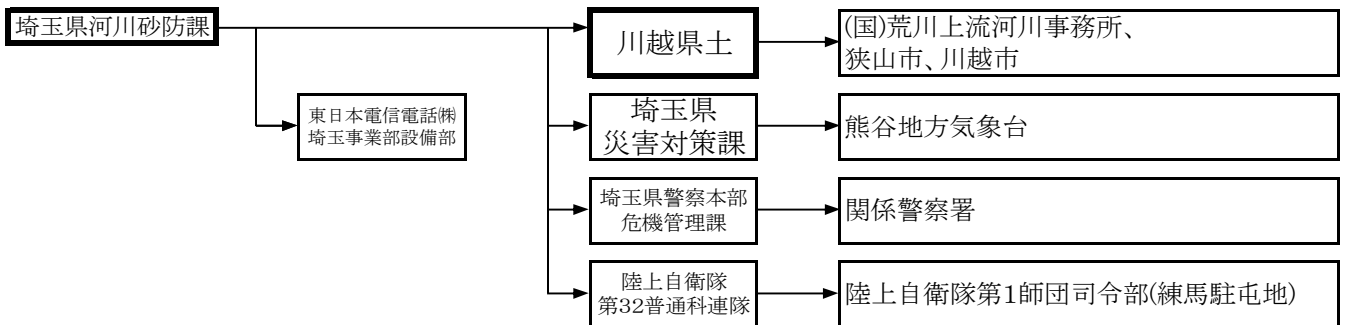 埼玉県河川砂防課
川越県土
(国)荒川上流河川事務所、
狭山市、川越市
東日本電信電話㈱
埼玉事業部設備部
埼玉県
災害対策課
熊谷地方気象台
埼玉県警察本部
危機管理課
関係警察署
陸上自衛隊
第32普通科連隊
陸上自衛隊第1師団司令部(練馬駐屯地)